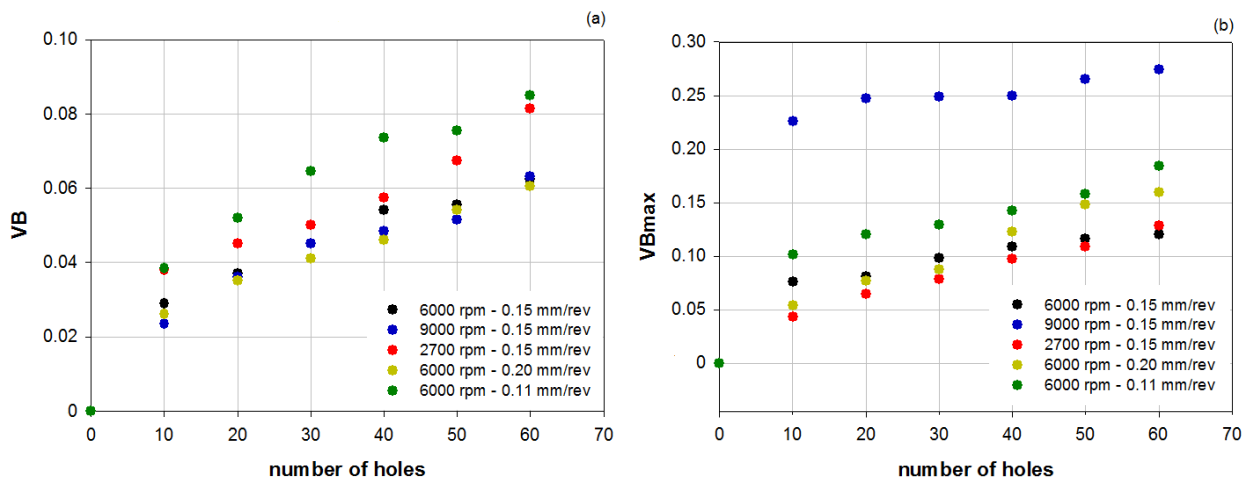 (a)
VB
0.10
0.08
0.06
0.04
0.02
0
6000 rpm - 0.15 mm/rev
9000 rpm - 0.15 mm/rev
2700 rpm - 0.15 mm/rev
6000 rpm - 0.20 mm/rev
6000 rpm - 0.11 mm/rev
0 10 20 30 40 50 60 70
number of holes
(b)
VBmax
0.30
0.25
0.20
0.15
0.10
0.05
0
6000 rpm - 0.15 mm/rev
9000 rpm - 0.15 mm/rev
2700 rpm - 0.15 mm/rev
6000 rpm - 0.20 mm/rev
6000 rpm - 0.11 mm/rev
0 10 20 30 40 50 60 70
number of holes